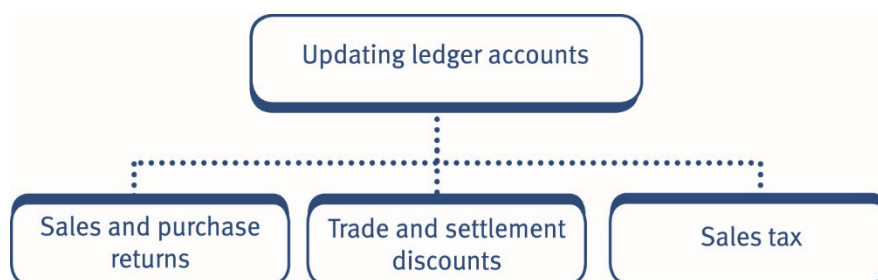 Updating ledger accounts
Sales and purchase
returns
Trade and settlement
discounts
Sales tax